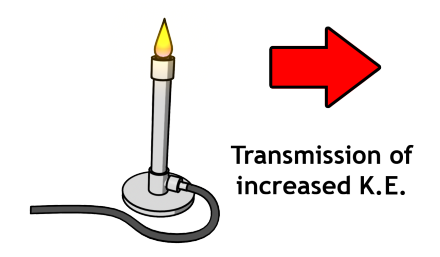 Transmission of
increased K.E.